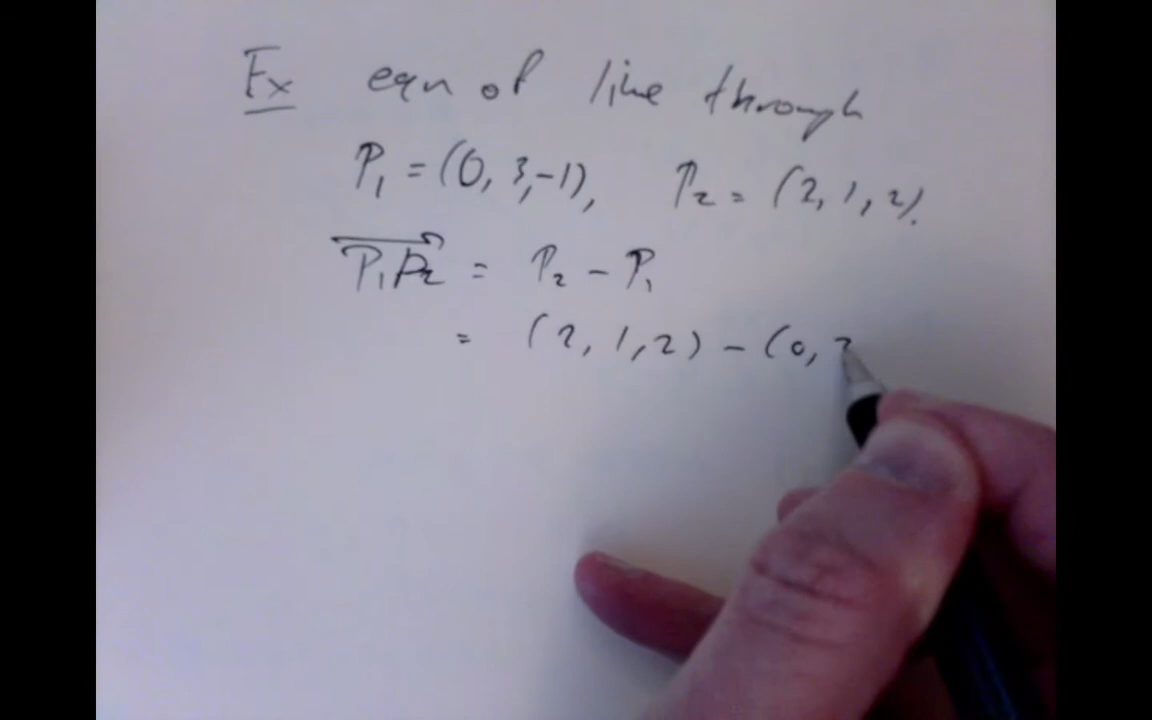 Ex eqn of line through
P₁ = (0, 3, -1), P₂ = (2, 1, 2).
P₁P₂ = P₂ - P₁
= (2, 1, 2) - (0, 3